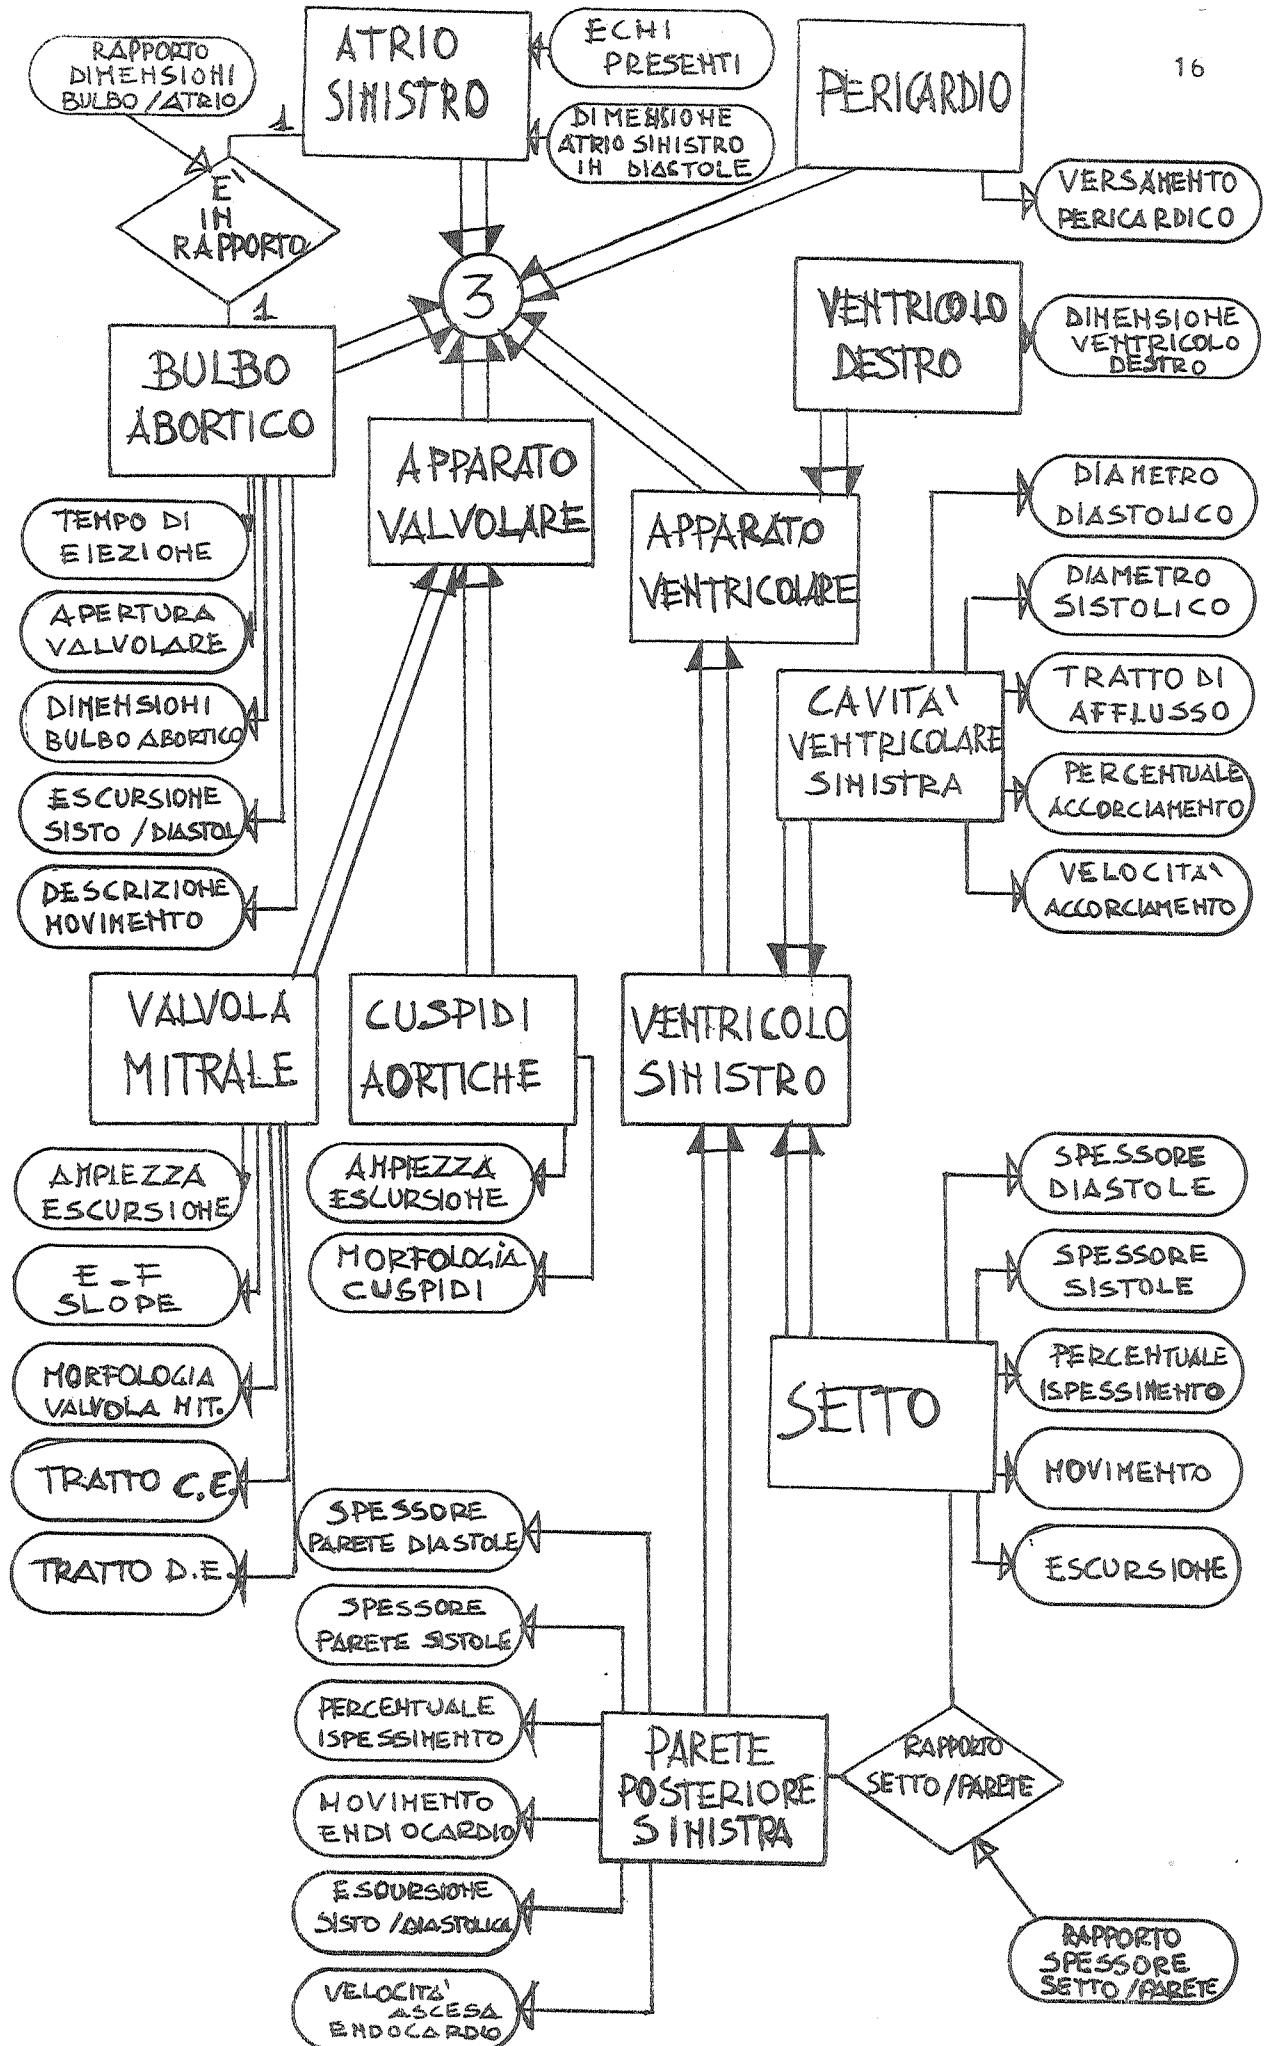 16
RAPPORTO
DIMENSIONI
BULBO/ATRIO
ATRIO
SINISTRO
ECHI
PRESENTI
DIMENSIONE
ATRIO SINISTRO
IN DIASTOLE
PERICARDIO
VERSAMENTO
PERICARDICO
1
E'
IN
RAPPORTO
1
3
BULBO
ABORTICO
VENTRICOLO
DESTRO
DIMENSIONE
VENTRICOLO
DESTRO
APPARATO
VALVOLARE
APPARATO
VENTRICOLARE
TEMPO DI
EIEZIONE
APERTURA
VALVOLARE
DIMENSIONI
BULBO ABORTICO
ESCURSIONE
SISTO/DIASTOL
DESCRIZIONE
MOVIMENTO
DIAMETRO
DIASTOLICO
DIAMETRO
SISTOLICO
TRATTO DI
AFFLUSSO
PERCENTUALE
ACCORCIAMENTO
VELOCITA'
ACCORCIAMENTO
CAVITA'
VENTRICOLARE
SINISTRA
VALVOLA
MITRALE
CUSPIDI
AORTICHE
VENTRICOLO
SINISTRO
AMPIEZZA
ESCURSIONE
E-F
SLOPE
MORFOLOGIA
VALVOLA MIT.
TRATTO C.E.
TRATTO D.E.
AMPIEZZA
ESCURSIONE
MORFOLOGIA
CUSPIDI
SPESSORE
DIASTOLE
SPESSORE
SISTOLE
PERCENTUALE
ISPESSIMENTO
MOVIMENTO
ESCURSIONE
SETTO
SPESSORE
PARETE DIASTOLE
SPESSORE
PARETE SISTOLE
PERCENTUALE
ISPESSIMENTO
MOVIMENTO
ENDIOCARDIO
ESCURSIONE
SISTO/DIASTOLICA
VELOCITA'
ASCESA
ENDOCARDIO
PARETE
POSTERIORE
SINISTRA
RAPPORTO
SETTO/PARETE
RAPPORTO
SPESSORE
SETTO/PARETE